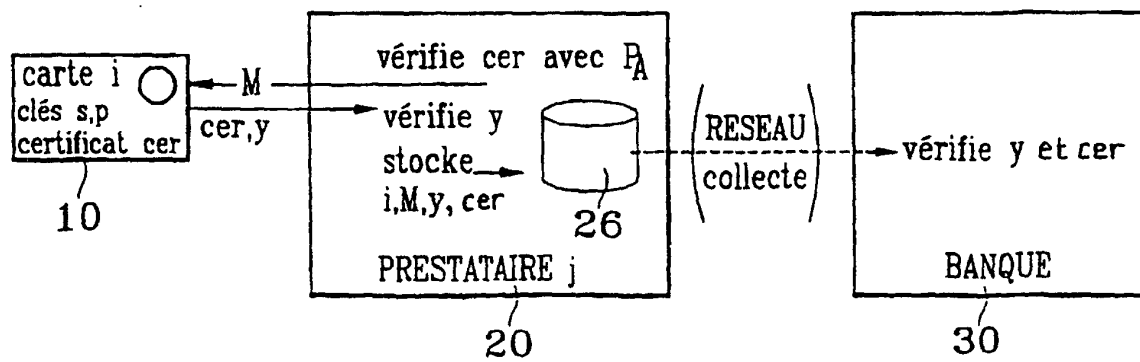 carte i
clés s,p
certificat cer
10
M
cer,y
vérifie cer avec PA
vérifie y
stocke
i,M,y, cer
26
PRESTATAIRE j
20
RESEAU
collecte
vérifie y et cer
BANQUE
30